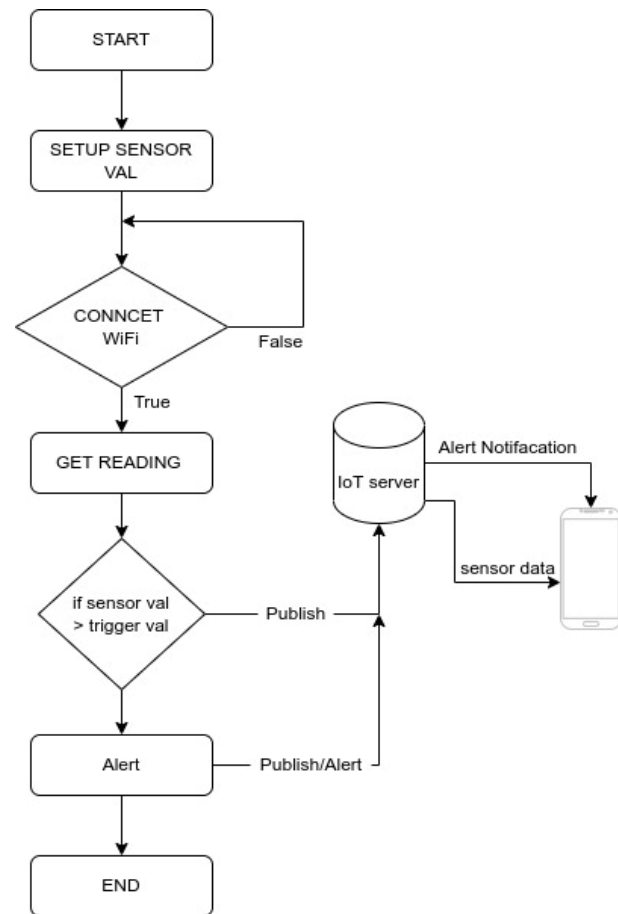 START
SETUP SENSOR
VAL
CONNCET
WiFi
False
True
GET READING
IoT server
Alert Notifacation
sensor data
if sensor val
> trigger val
Publish
Alert
Publish/Alert
END